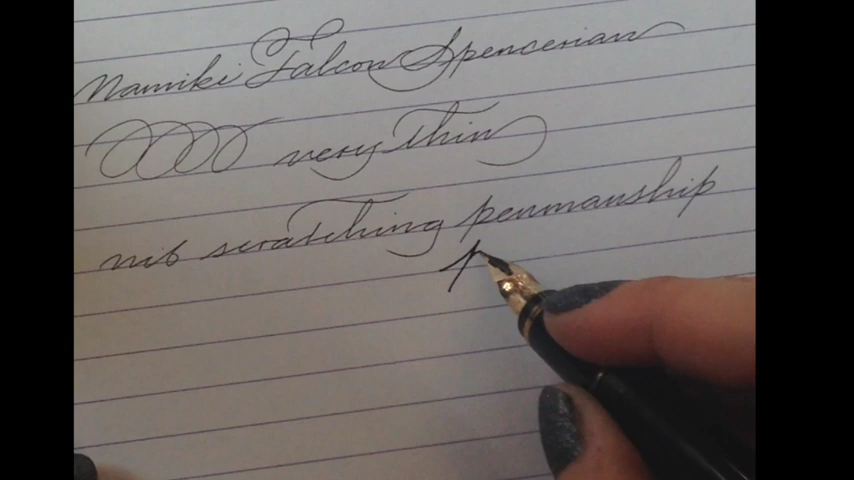 Namiki Falcon Spencerian
very thin
nib scratching penmanship
p